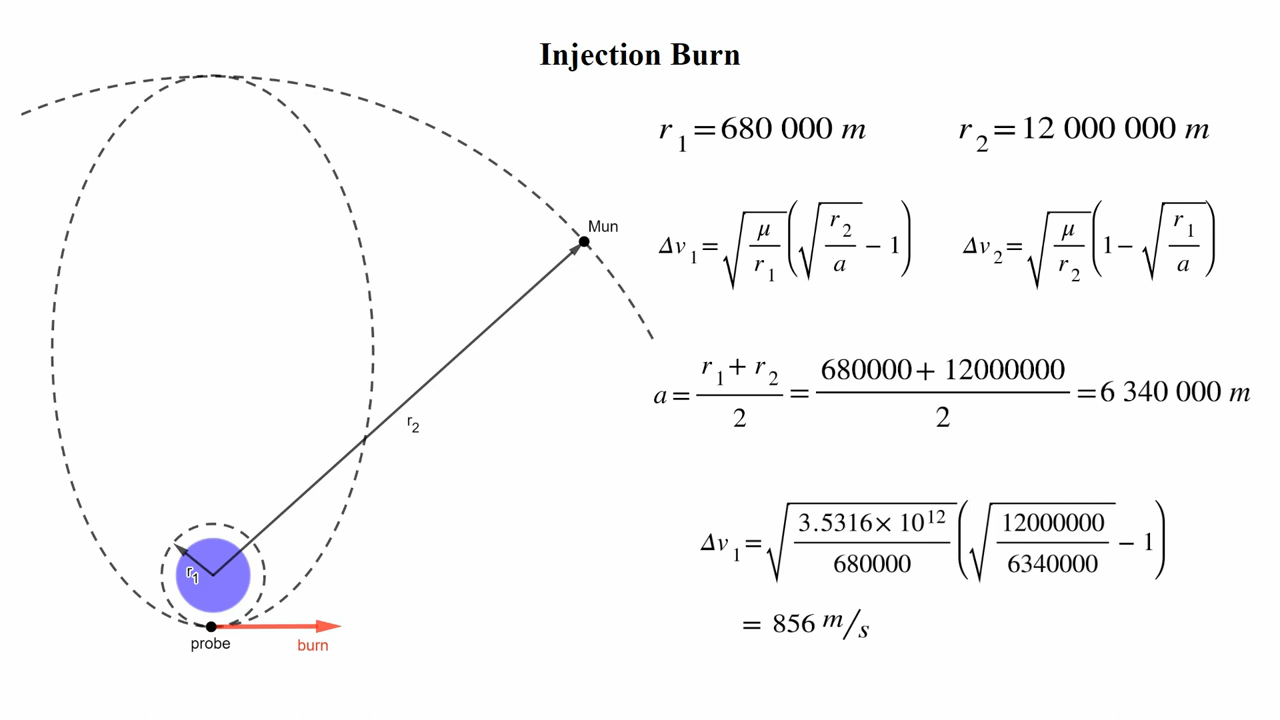 Injection Burn
r₁ = 680 000 m
r₂ = 12 000 000 m
Δv₁ = √(μ/r₁) (√(r₂/a) − 1)
Δv₂ = √(μ/r₂) (1 − √(r₁/a))
a = (r₁ + r₂)/2 = (680000 + 12000000)/2 = 6 340 000 m
Δv₁ = √(3.5316 × 10¹²/680000) (√(12000000/6340000) − 1)
= 856 m/s
Mun
r₂
r₁
probe
burn